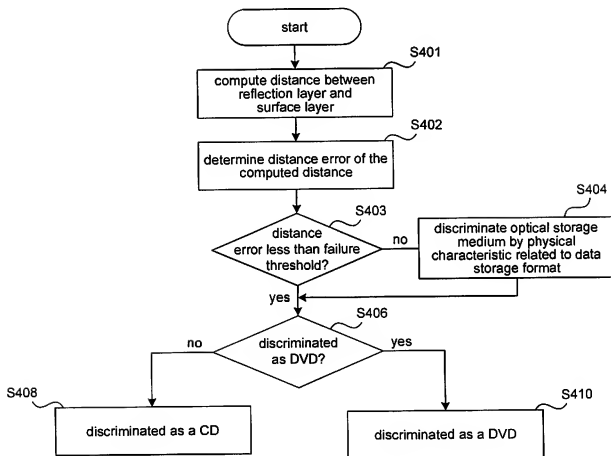 start
S401
compute distance between
reflection layer and
surface layer
S402
determine distance error of the
computed distance
S403
distance
error less than failure
threshold?
no
S404
discriminate optical storage
medium by physical
characteristic related to data
storage format
yes
S406
discriminated
as DVD?
no
yes
S408
discriminated as a CD
S410
discriminated as a DVD